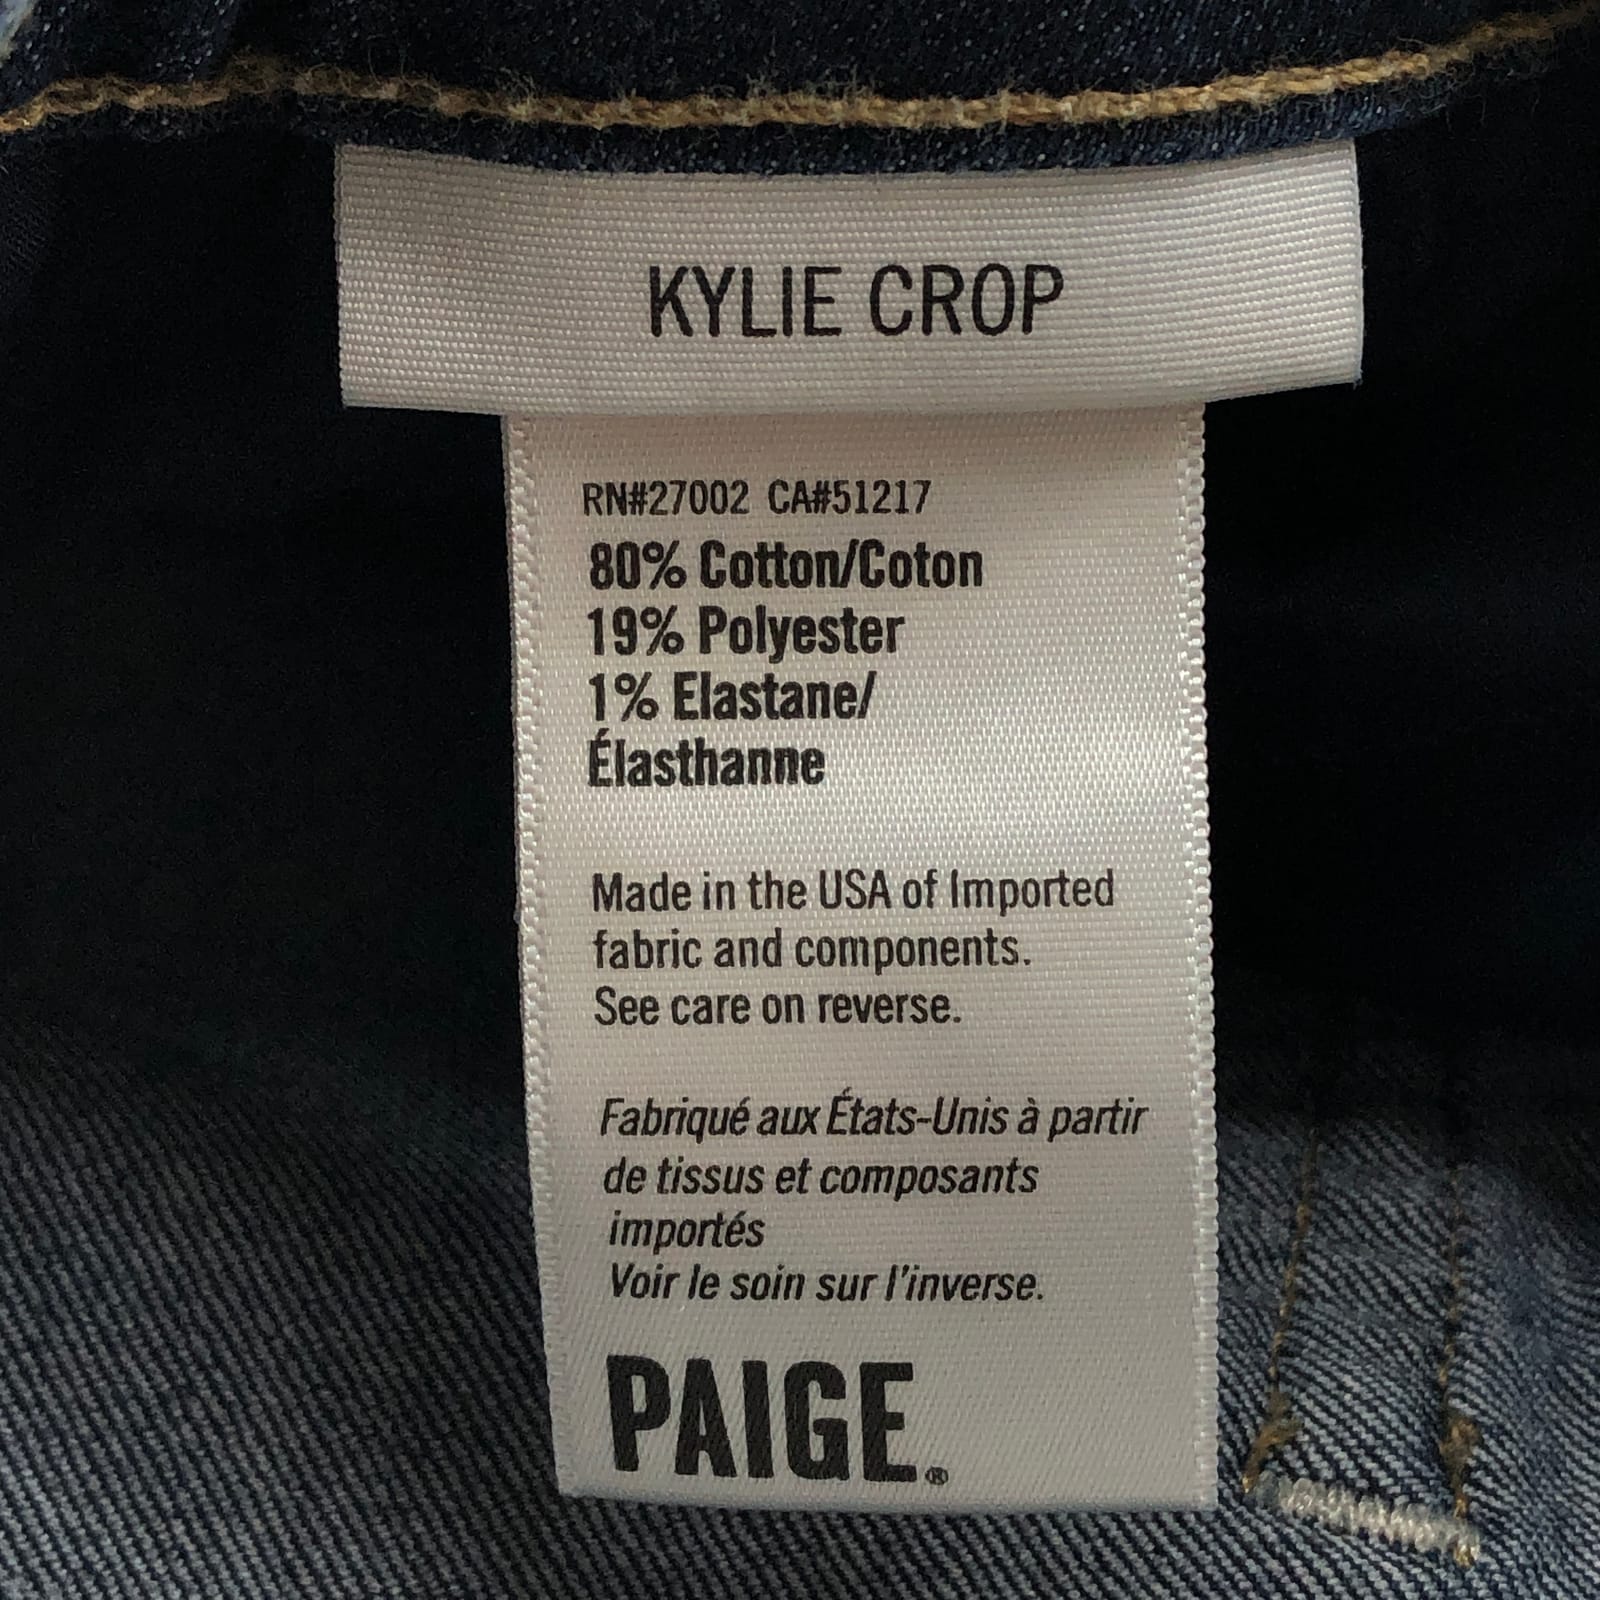 KYLIE CROP
RN#27002 CA#51217
80% Cotton/Coton
19% Polyester
1% Elastane/
Élasthanne
Made in the USA of Imported
fabric and components.
See care on reverse.
Fabriqué aux États-Unis à partir
de tissus et composants
importés
Voir le soin sur l'inverse.
PAIGE®